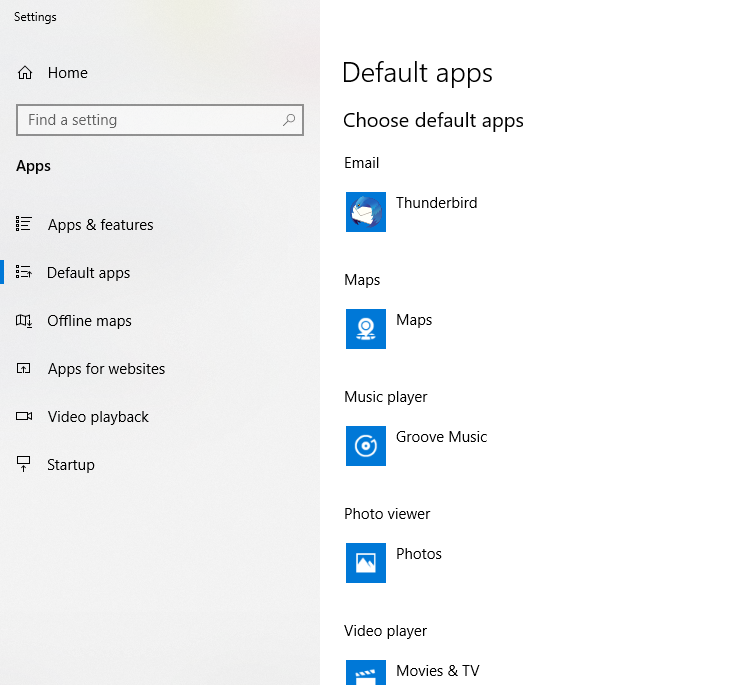 Settings
Home
Find a setting
Apps
Apps & features
Default apps
Offline maps
Apps for websites
Video playback
Startup
Default apps
Choose default apps
Email
Thunderbird
Maps
Maps
Music player
Groove Music
Photo viewer
Photos
Video player
Movies & TV